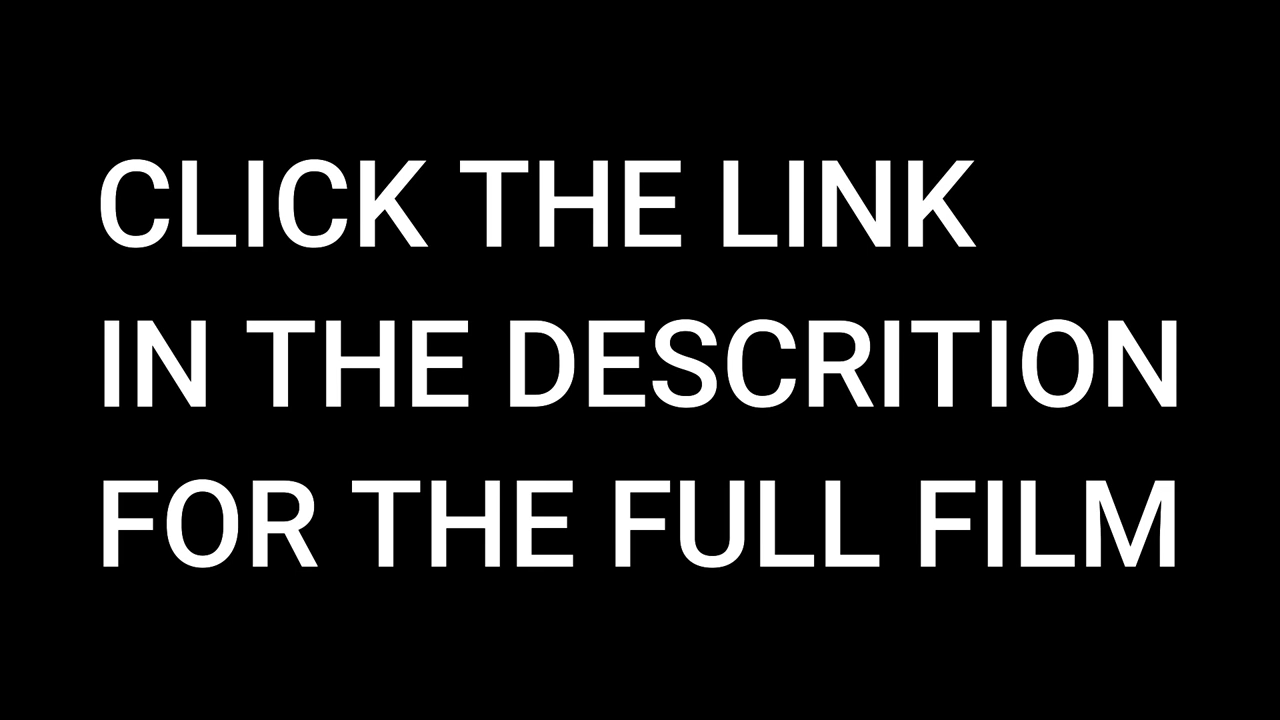 CLICK THE LINK
IN THE DESCRITION
FOR THE FULL FILM